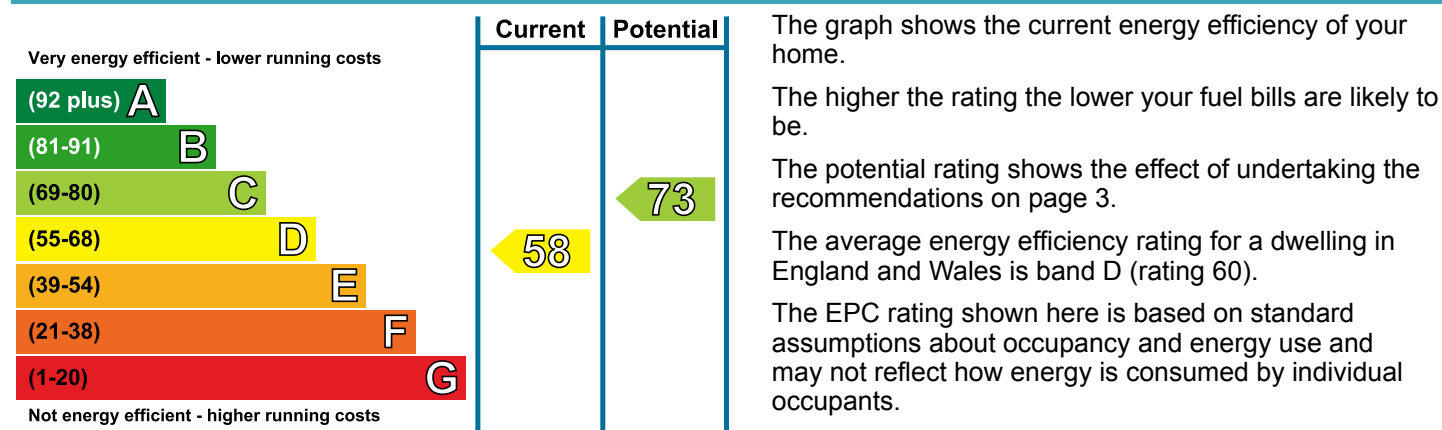 Current Potential
Very energy efficient - lower running costs
(92 plus) A
(81-91) B
(69-80) C
(55-68) D
(39-54) E
(21-38) F
(1-20) G
Not energy efficient - higher running costs
58
73
The graph shows the current energy efficiency of your
home.
The higher the rating the lower your fuel bills are likely to
be.
The potential rating shows the effect of undertaking the
recommendations on page 3.
The average energy efficiency rating for a dwelling in
England and Wales is band D (rating 60).
The EPC rating shown here is based on standard
assumptions about occupancy and energy use and
may not reflect how energy is consumed by individual
occupants.